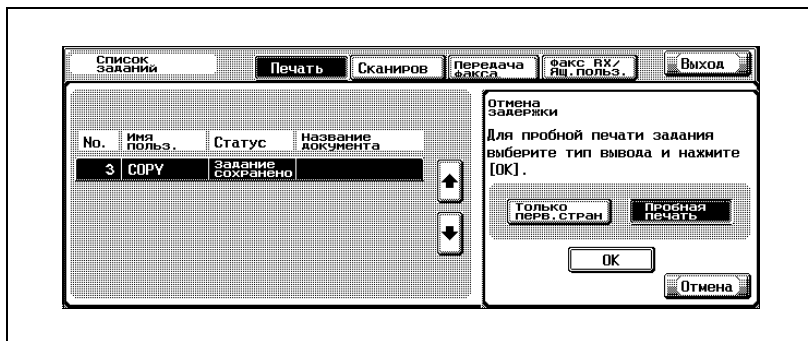 Список
заданий
Печать
Сканиров
Передача
факса
Факс RX/
Ящ.польз.
Выход
No.
Имя
польз.
Статус
Название
документа
3
COPY
Задание
сохранено
Отмена
задержки
Для пробной печати задания
выберите тип вывода и нажмите
[OK].
Только
перв.стран
Пробная
печать
OK
Отмена